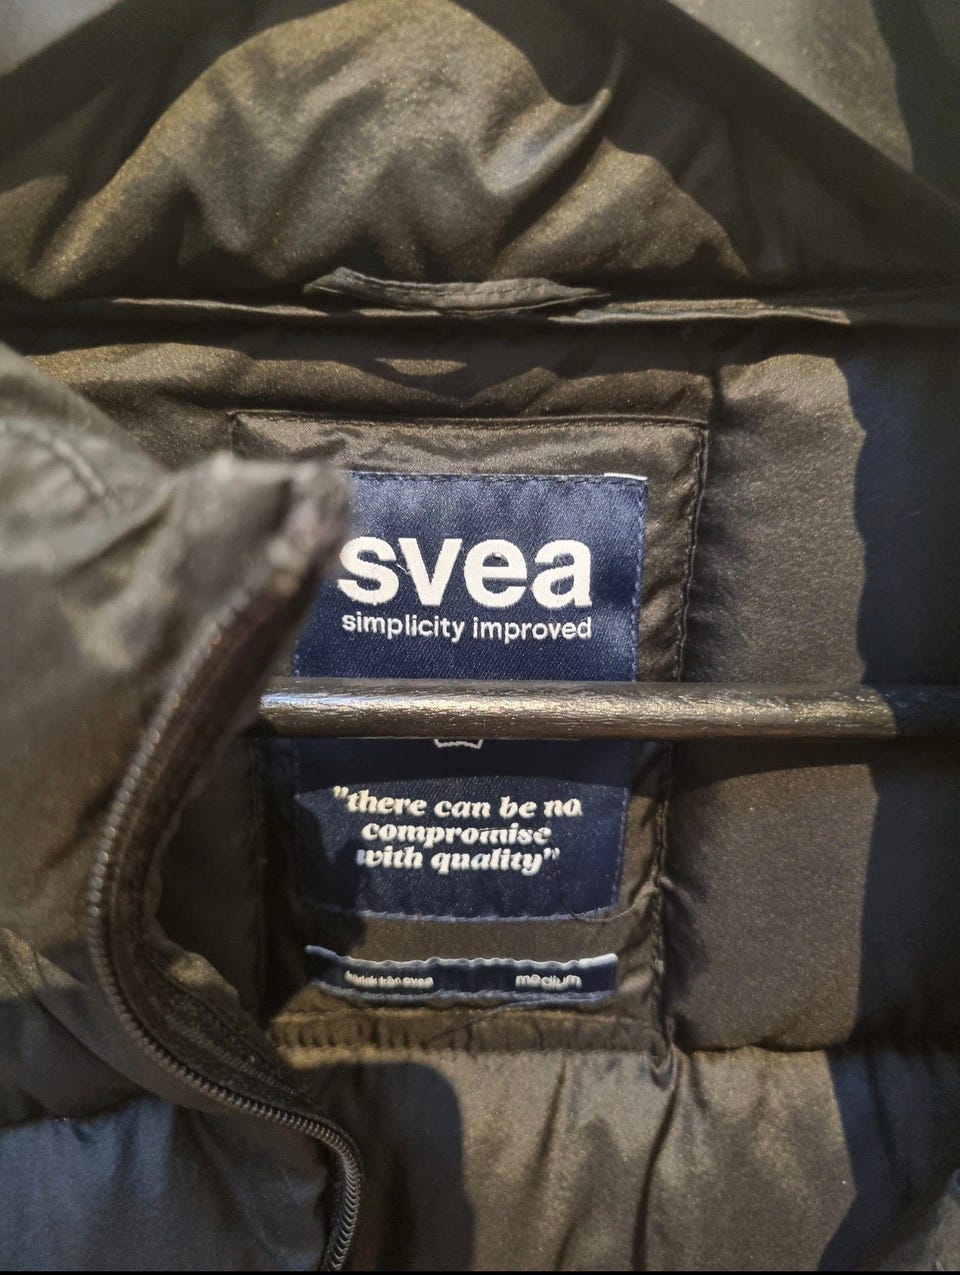 svea
simplicity improved
"there can be no
compromise
with quality"
medium